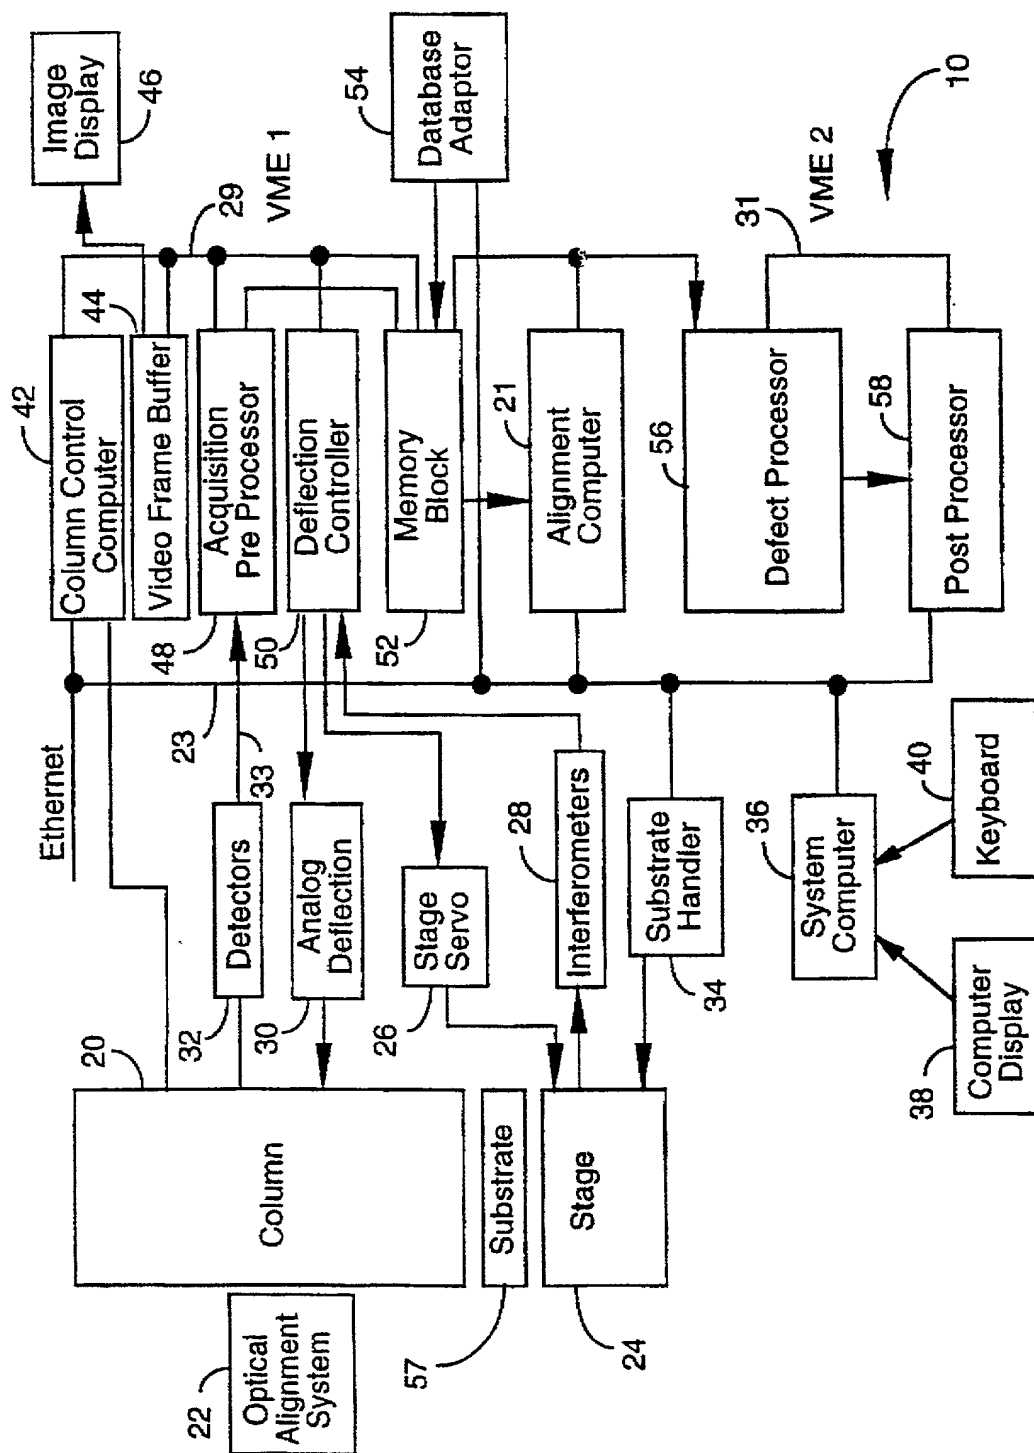 Optical
Alignment
System
22
Column
20
Substrate
57
Stage
24
Ethernet
23
Detectors
32
33
Analog
Deflection
30
Stage
Servo
26
Interferometers
28
Substrate
Handler
34
System
Computer
36
Computer
Display
38
Keyboard
40
Column Control
Computer
42
Video Frame Buffer
44
Acquisition
Pre Processor
48
Deflection
Controller
50
Memory
Block
52
Alignment
Computer
21
Defect Processor
56
Post Processor
58
Image
Display
46
29
VME 1
Database
Adaptor
54
VME 2
31
10